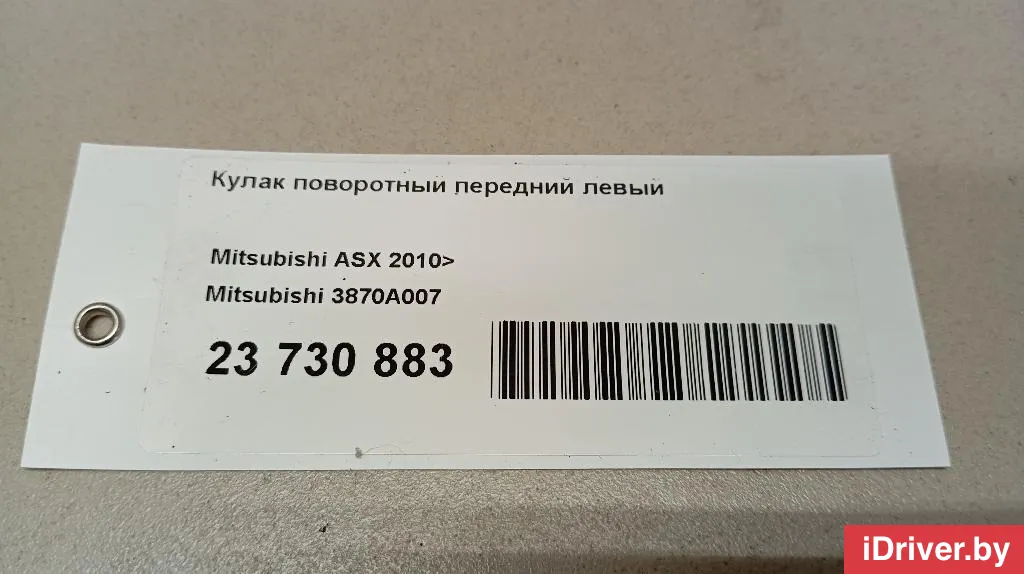 Кулак поворотный передний левый
Mitsubishi ASX 2010>
Mitsubishi 3870A007
23 730 883
iDriver.by